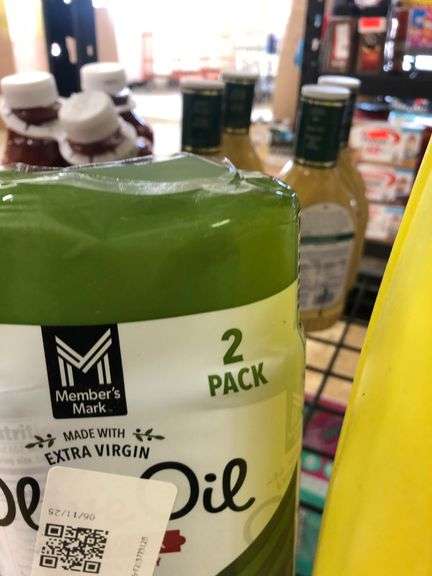 2
PACK
Member's
Mark
MADE WITH
EXTRA VIRGIN
Oil
06/11/25